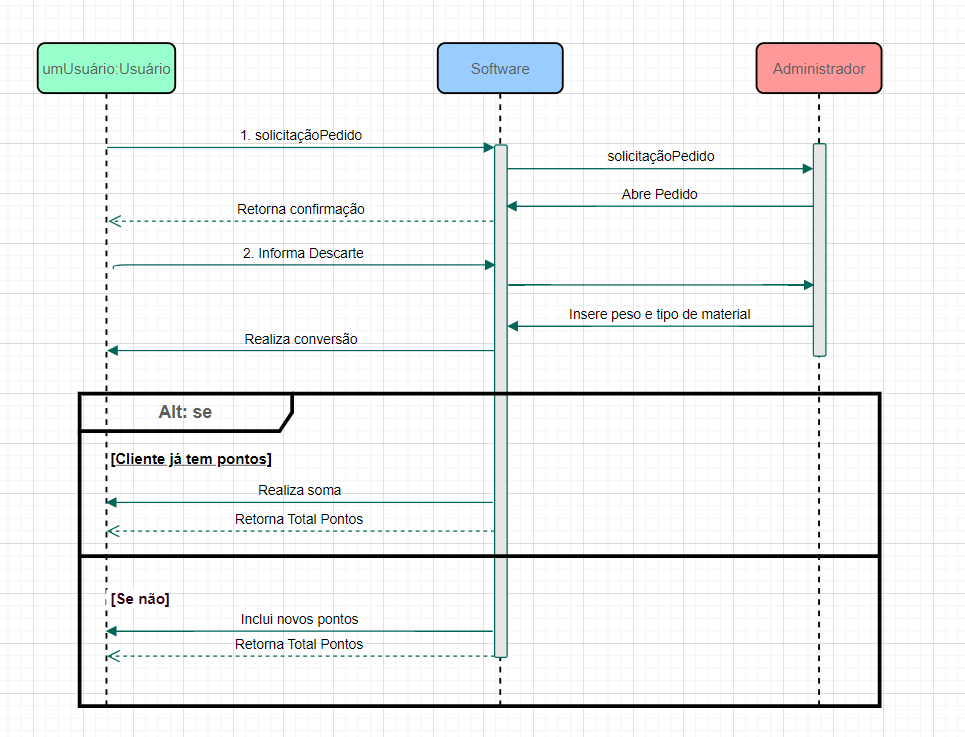 umUsuário:Usuário
Software
Administrador
1. solicitaçãoPedido
solicitaçãoPedido
Abre Pedido
Retorna confirmação
2. Informa Descarte
Insere peso e tipo de material
Realiza conversão
Alt: se
[Cliente já tem pontos]
Realiza soma
Retorna Total Pontos
[Se não]
Inclui novos pontos
Retorna Total Pontos